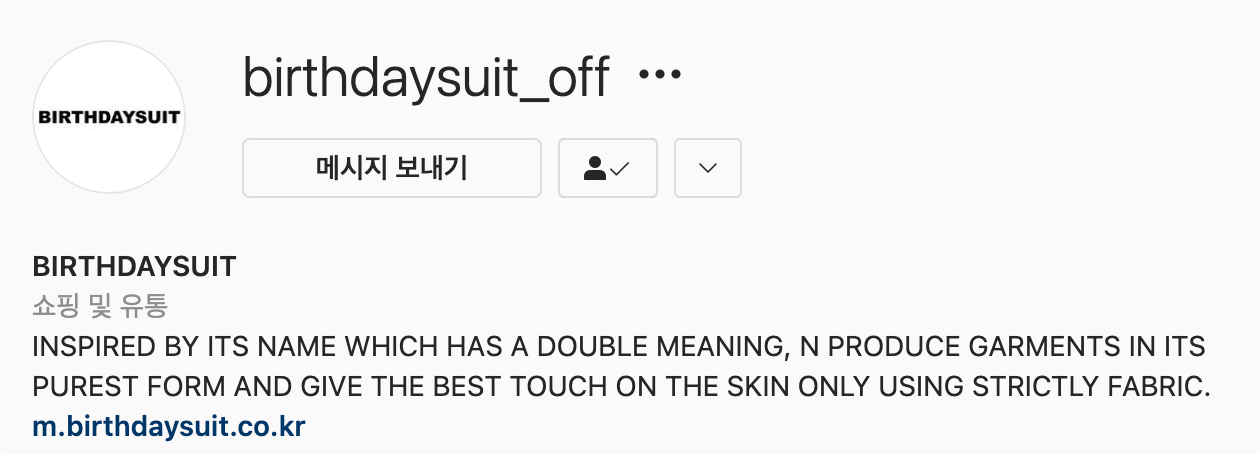 BIRTHDAYSUIT
birthdaysuit_off
메시지 보내기
BIRTHDAYSUIT
쇼핑 및 유통
INSPIRED BY ITS NAME WHICH HAS A DOUBLE MEANING, N PRODUCE GARMENTS IN ITS
PUREST FORM AND GIVE THE BEST TOUCH ON THE SKIN ONLY USING STRICTLY FABRIC.
m.birthdaysuit.co.kr